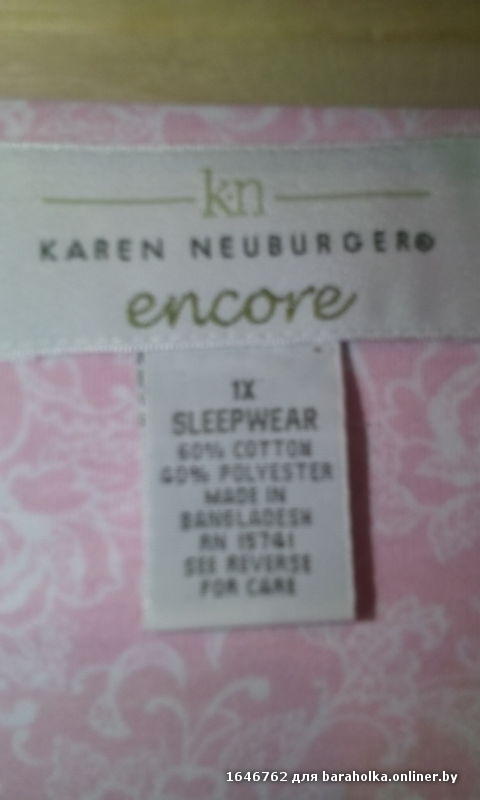 k·n
KAREN NEUBURGER®
encore
1X
SLEEPWEAR
60% COTTON
40% POLYESTER
MADE IN
BANGLADESH
RN 15741
SEE REVERSE
FOR CARE
1646762 для baraholka.onliner.by